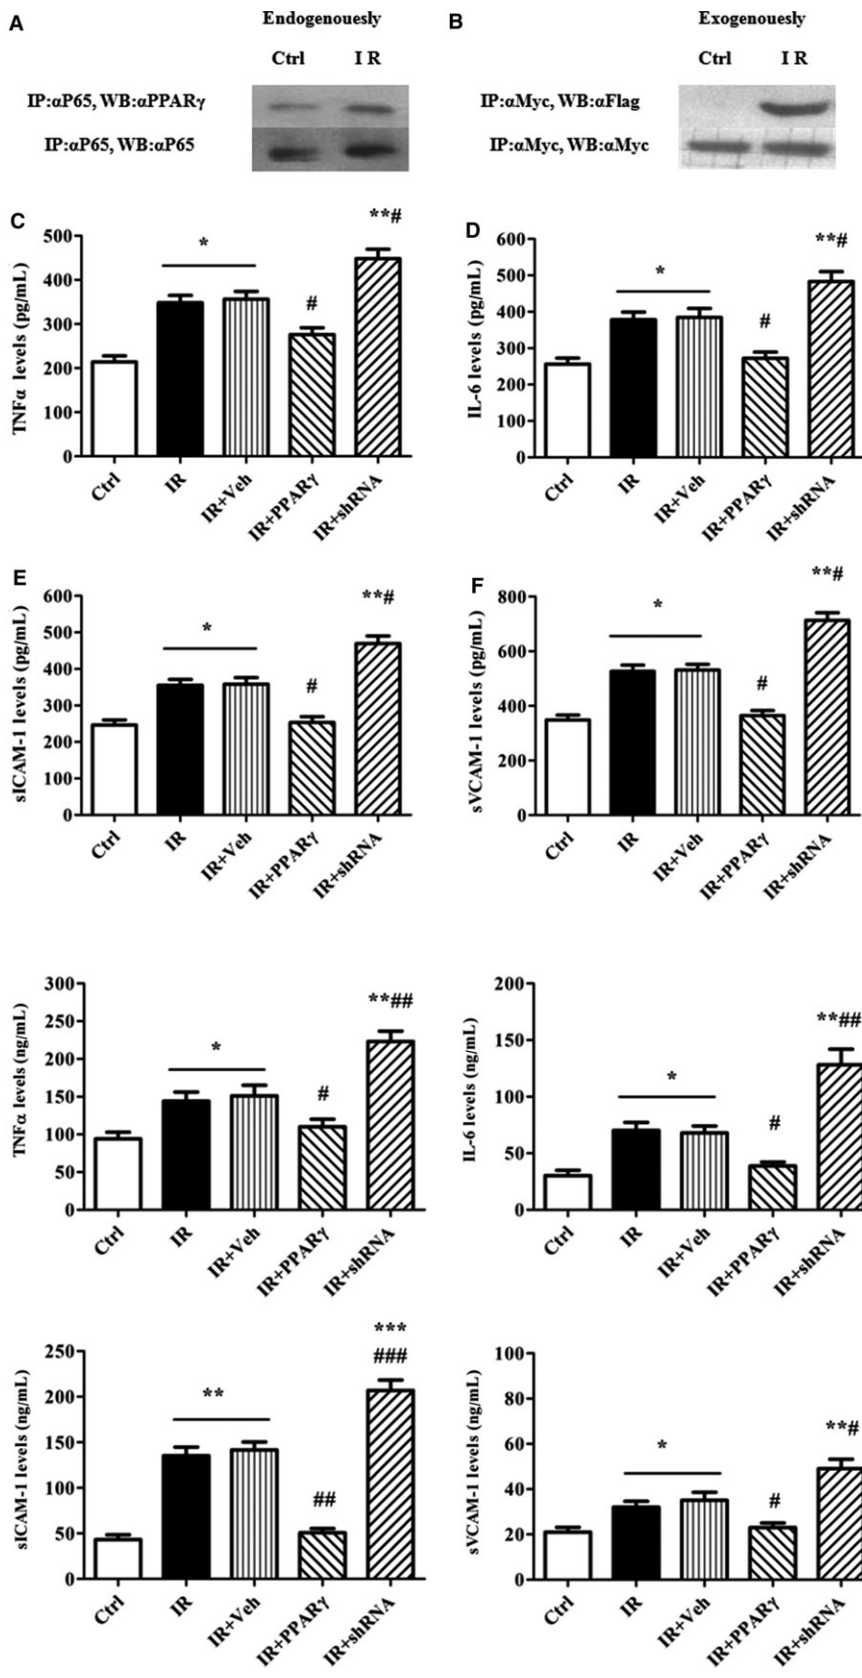 A
Endogenouesly
Ctrl I R
IP:αP65, WB:αPPARγ
IP:αP65, WB:αP65
B
Exogenously
Ctrl I R
IP:αMyc, WB:αFlag
IP:αMyc, WB:αMyc
C
TNFα levels (pg/mL)
500
400
300
200
100
0
*
#
**#
Ctrl
IR
IR+Veh
IR+PPARγ
IR+shRNA
D
IL-6 levels (pg/mL)
600
500
400
300
200
100
0
*
#
**#
Ctrl
IR
IR+Veh
IR+PPARγ
IR+shRNA
E
sICAM-1 levels (pg/mL)
600
500
400
300
200
100
0
*
#
**#
Ctrl
IR
IR+Veh
IR+PPARγ
IR+shRNA
F
sVCAM-1 levels (pg/mL)
800
600
400
200
0
*
#
**#
Ctrl
IR
IR+Veh
IR+PPARγ
IR+shRNA
TNFα levels (ng/mL)
300
250
200
150
100
50
0
*
#
**##
Ctrl
IR
IR+Veh
IR+PPARγ
IR+shRNA
IL-6 levels (ng/mL)
200
150
100
50
0
*
#
**##
Ctrl
IR
IR+Veh
IR+PPARγ
IR+shRNA
sICAM-1 levels (ng/mL)
250
200
150
100
50
0
**
##
***
###
Ctrl
IR
IR+Veh
IR+PPARγ
IR+shRNA
sVCAM-1 levels (ng/mL)
100
80
60
40
20
0
*
#
**#
Ctrl
IR
IR+Veh
IR+PPARγ
IR+shRNA